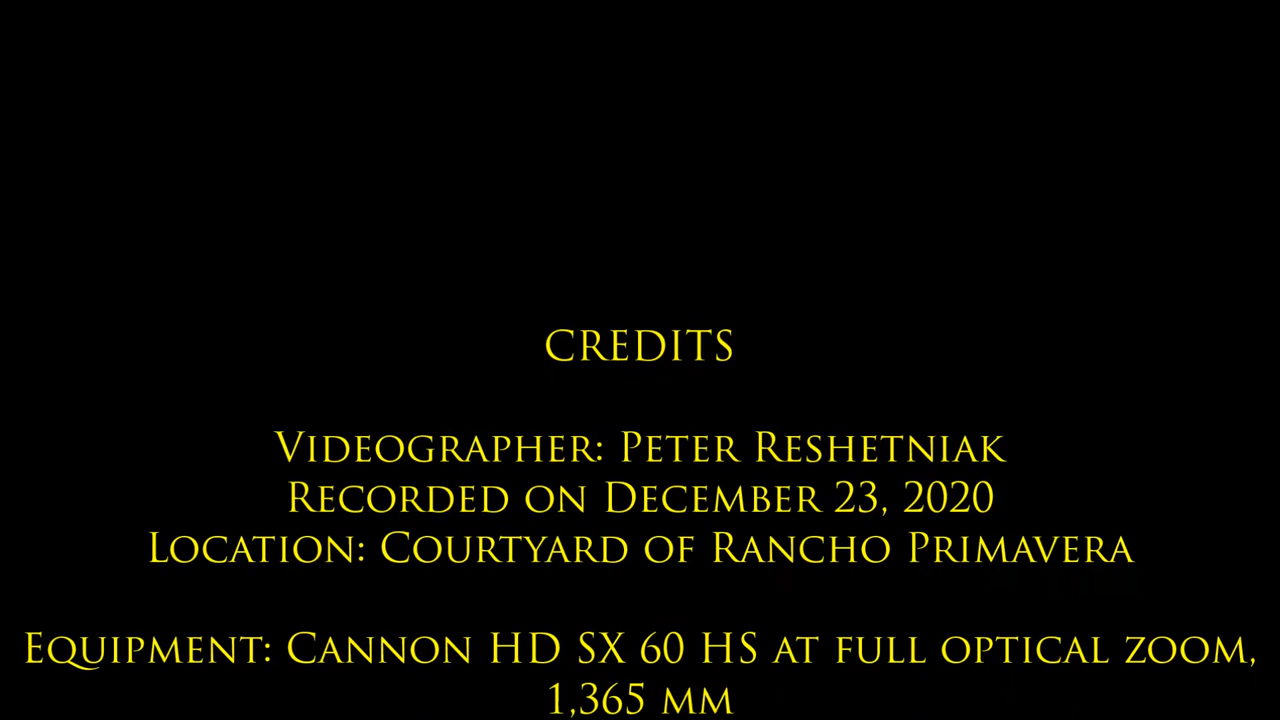 CREDITS
Videographer: Peter Reshetniak
Recorded on December 23, 2020
Location: Courtyard of Rancho Primavera
Equipment: Cannon HD SX 60 HS at full optical zoom,
1,365 mm